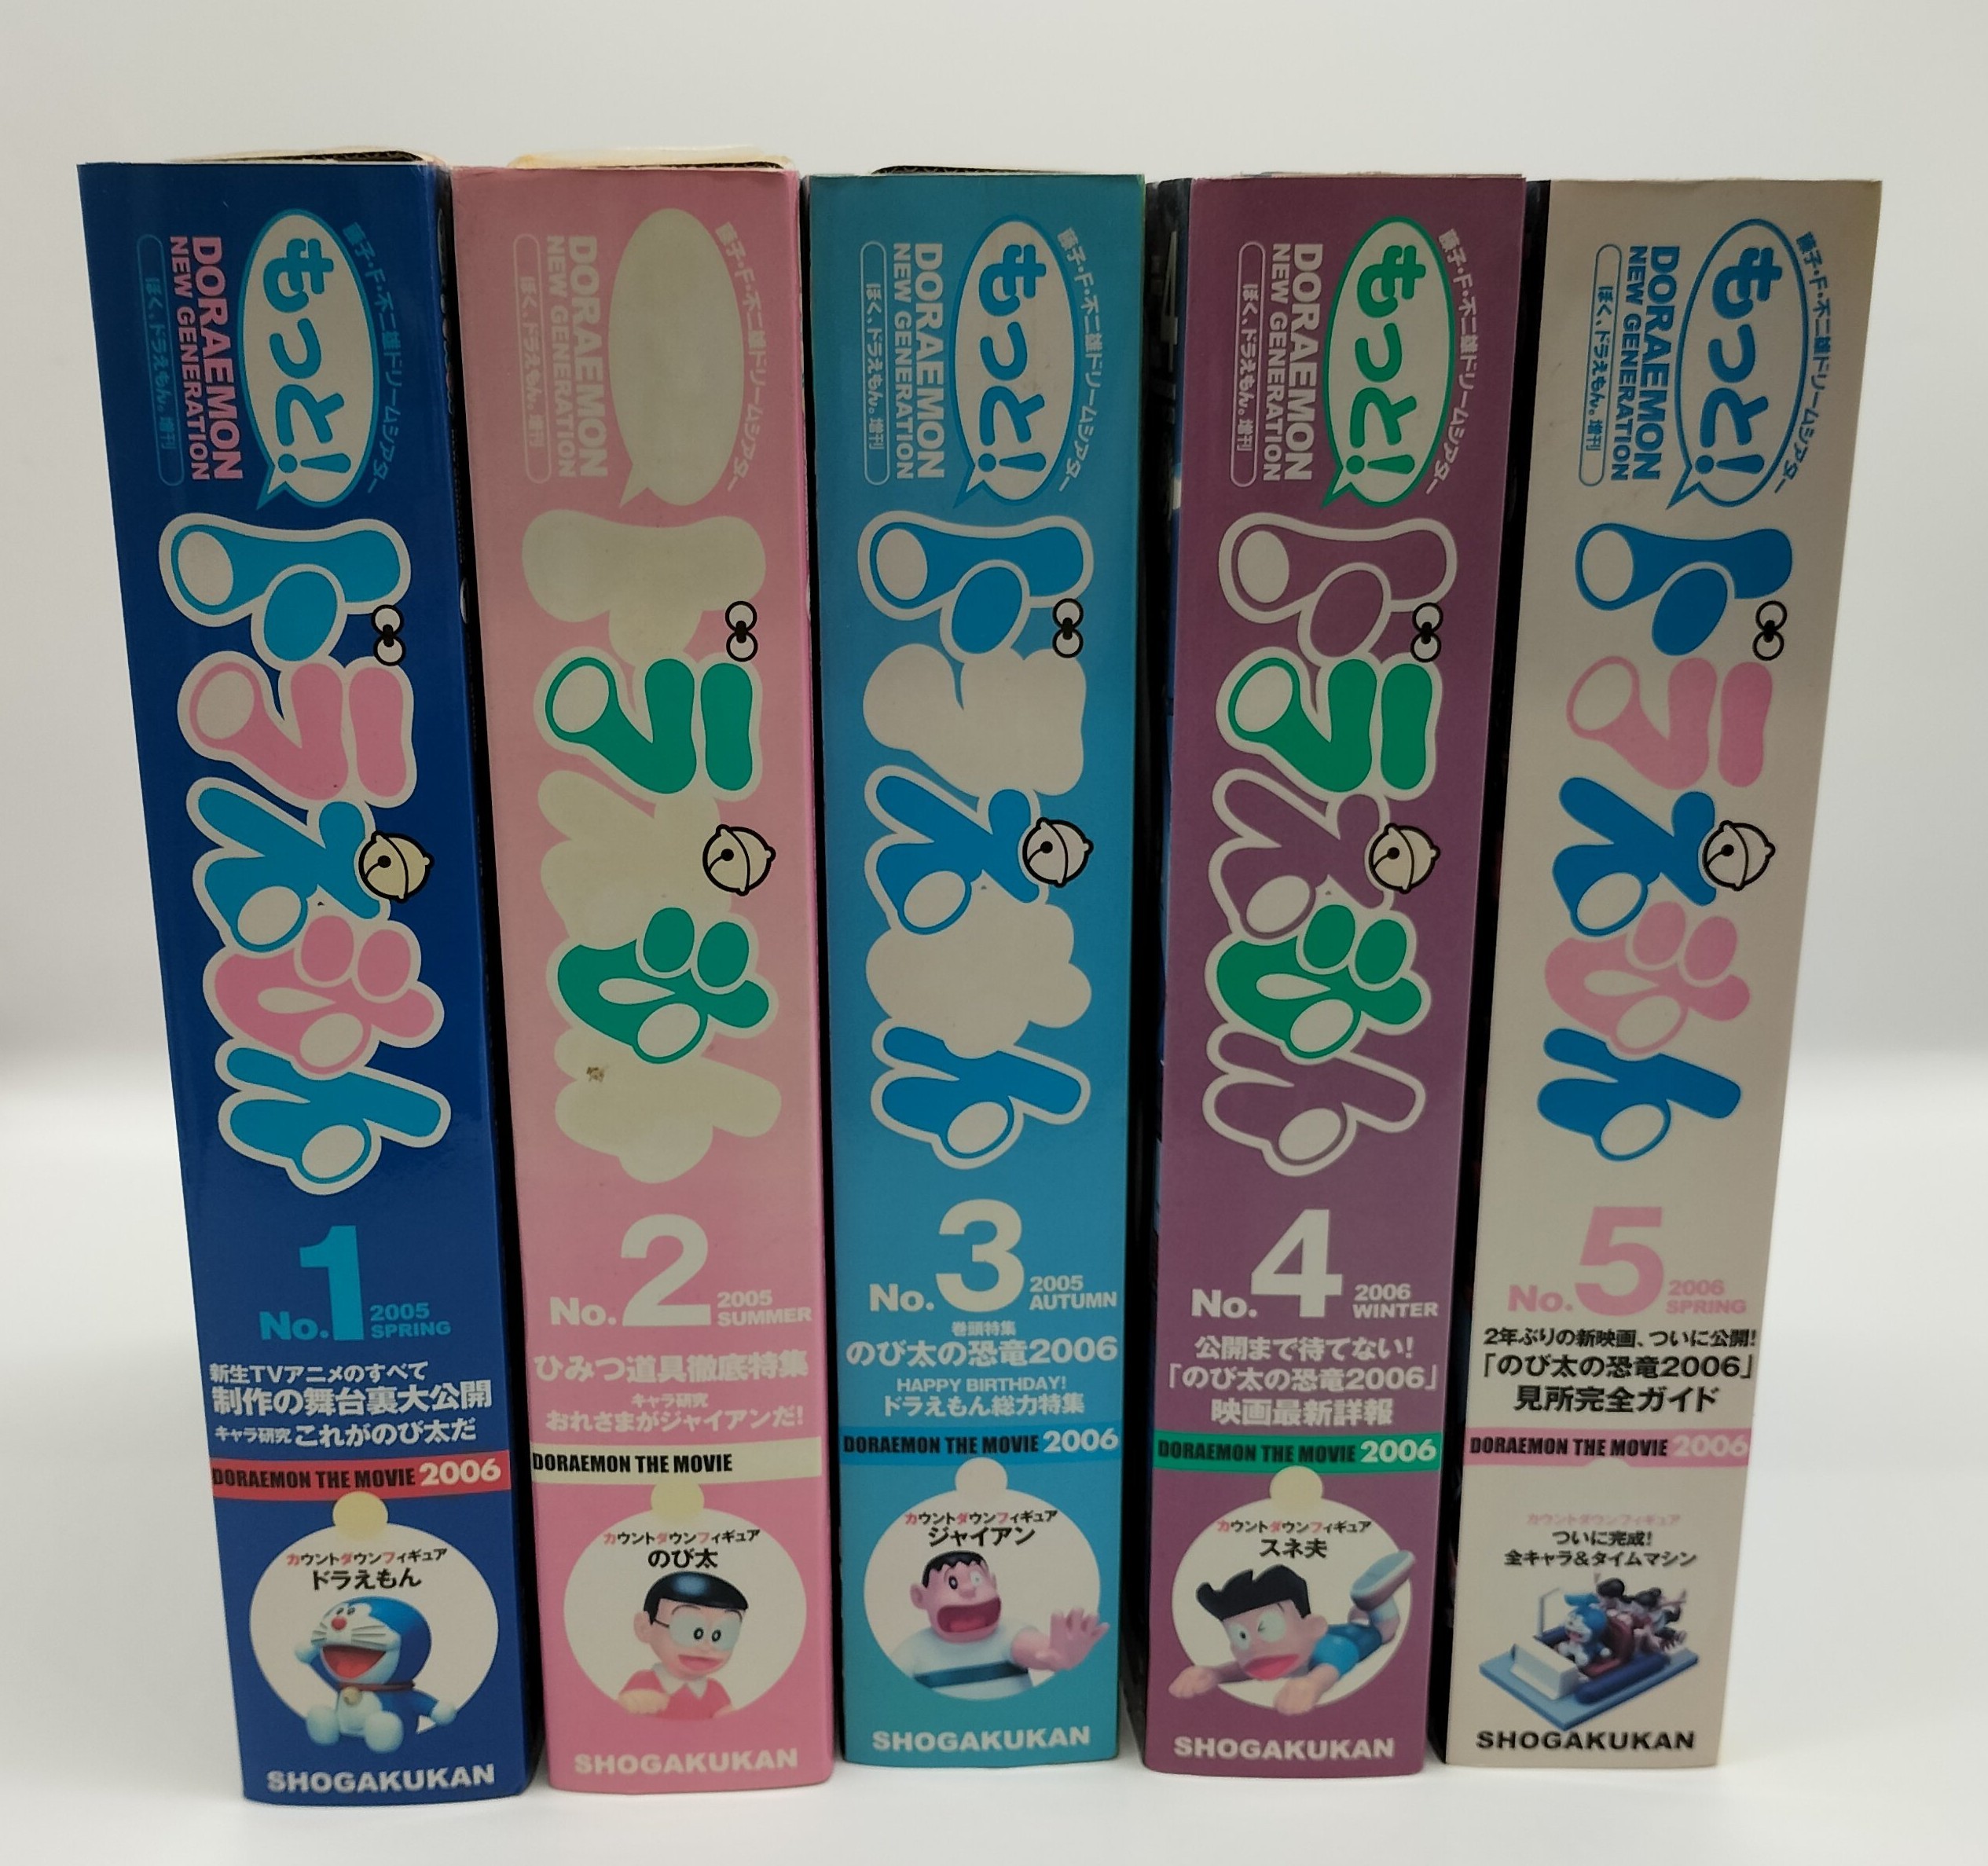 藤子・F・不二雄ドリームシアター
もっと!
DORAEMON
NEW GENERATION
ぼく、ドラえもん。増刊
ドラえもん
No.1
2005
SPRING
新生TVアニメのすべて
制作の舞台裏大公開
キャラ研究 これがのび太だ
DORAEMON THE MOVIE 2006
カウントダウンフィギュア
ドラえもん
SHOGAKUKAN
藤子・F・不二雄ドリームシアター
DORAEMON
NEW GENERATION
ぼく、ドラえもん。増刊
ドラえもん
No.2
2005
SUMMER
ひみつ道具徹底特集
キャラ研究
おれさまがジャイアンだ!
DORAEMON THE MOVIE
カウントダウンフィギュア
のび太
SHOGAKUKAN
藤子・F・不二雄ドリームシアター
もっと!
DORAEMON
NEW GENERATION
ぼく、ドラえもん。増刊
ドラえもん
No.3
2005
AUTUMN
巻頭特集
のび太の恐竜2006
HAPPY BIRTHDAY!
ドラえもん総力特集
DORAEMON THE MOVIE 2006
カウントダウンフィギュア
ジャイアン
SHOGAKUKAN
藤子・F・不二雄ドリームシアター
もっと!
DORAEMON
NEW GENERATION
ぼく、ドラえもん。増刊
ドラえもん
No.4
2006
WINTER
公開まで待てない!
「のび太の恐竜2006」
映画最新詳報
DORAEMON THE MOVIE 2006
カウントダウンフィギュア
スネ夫
SHOGAKUKAN
藤子・F・不二雄ドリームシアター
もっと!
DORAEMON
NEW GENERATION
ぼく、ドラえもん。増刊
ドラえもん
No.5
2006
SPRING
2年ぶりの新映画、ついに公開!
「のび太の恐竜2006」
見所完全ガイド
DORAEMON THE MOVIE 2006
カウントダウンフィギュア
ついに完成!
全キャラ&タイムマシン
SHOGAKUKAN